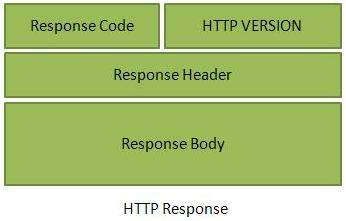 Response Code
HTTP VERSION
Response Header
Response Body
HTTP Response